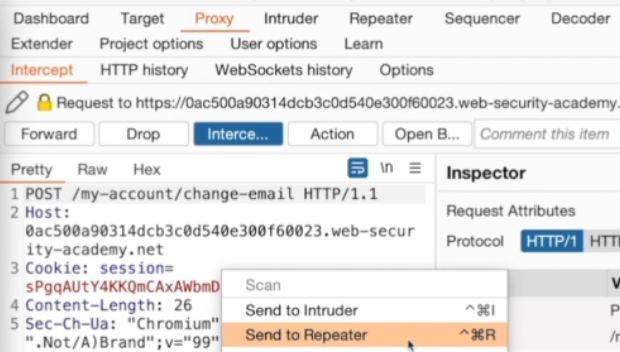 Dashboard Target Proxy Intruder Repeater Sequencer Decoder
Extender Project options User options Learn
Intercept HTTP history WebSockets history Options
Request to https://0ac500a90314dcb3c0d540e300f60023.web-security-academy.
Forward Drop Interce... Action Open B... Comment this item
Pretty Raw Hex \n
Inspector
1 POST /my-account/change-email HTTP/1.1
2 Host:
0ac500a90314dcb3c0d540e300f60023.web-secur
ity-academy.net
3 Cookie: session=
sPgqAUtY4KKQmCAxAWbmD
4 Content-Length: 26
5 Sec-Ch-Ua: "Chromium"
".Not/A)Brand";v="99"
Request Attributes
Protocol HTTP/1 HTT
Scan
Send to Intruder ^⌘I
Send to Repeater ^⌘R
V
P
/r